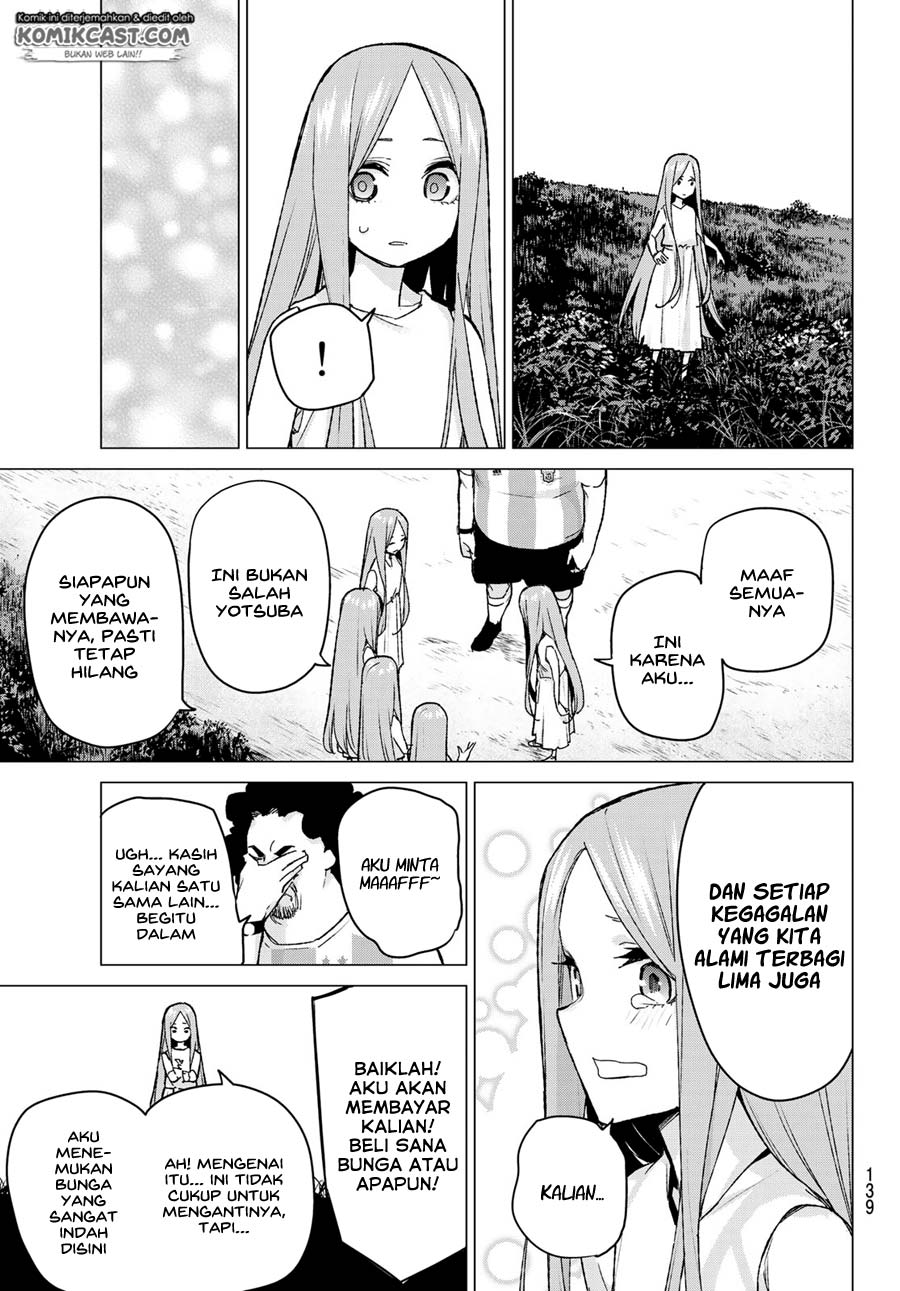 Komik ini diterjemahkan & diedit oleh
KOMIKCAST.COM
BUKAN WEB LAIN!!
!
MAAF
SEMUA-
NYA
INI
KARENA
AKU...
INI BUKAN
SALAH
YOTSUBA
SIAPAPUN
YANG
MEMBAWA-
NYA, PASTI
TETAP
HILANG
DAN SETIAP
KEGAGALAN
YANG KITA
ALAMI TERBAGI
LIMA JUGA
KALIAN...
AKU MINTA
MAAAFFF~
UGH... KASIH
SAYANG
KALIAN SATU
SAMA LAIN...
BEGITU
DALAM
BAIKLAH!
AKU AKAN
MEMBAYAR
KALIAN!
BELI SANA
BUNGA ATAU
APAPUN!
AH! MENGENAI
ITU... INI TIDAK
CUKUP UNTUK
MENGANTINYA,
TAPI...
AKU
MENE-
MUKAN
BUNGA
YANG
SANGAT
INDAH
DISINI
139